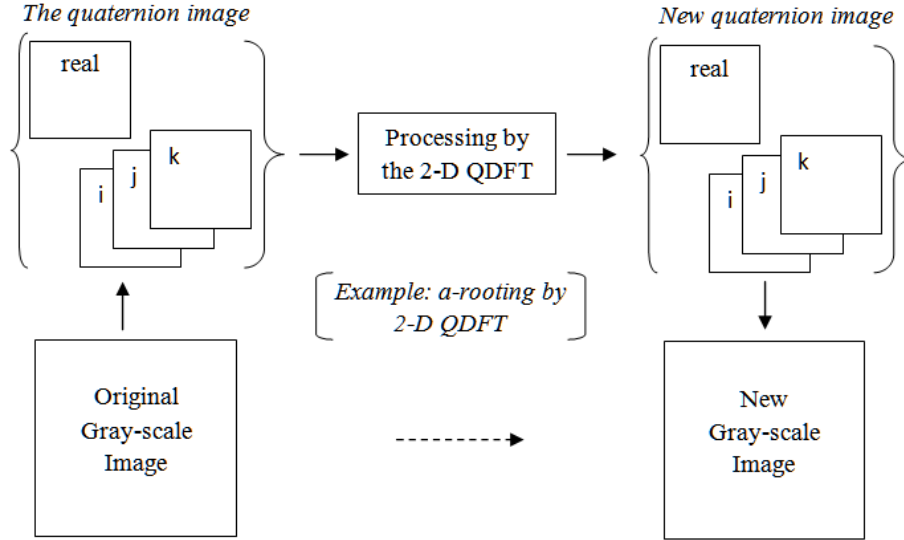 The quaternion image
real
i
j
k
Processing by
the 2-D QDFT
New quaternion image
real
i
j
k
Example: a-rooting by
2-D QDFT
Original
Gray-scale
Image
New
Gray-scale
Image